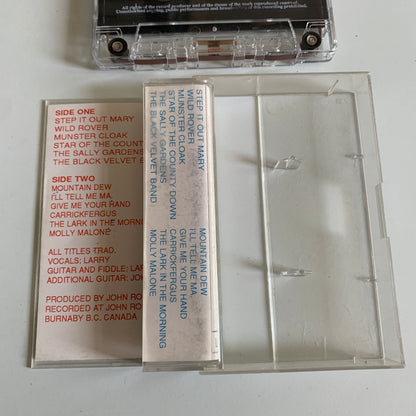 All rights of the record producer and of the owner of the work reproduced reserved.
Unauthorised copying, public performances and broadcasting of this recording prohibited.
SIDE ONE
STEP IT OUT MARY
WILD ROVER
MUNSTER CLOAK
STAR OF THE COUNT
THE SALLY GARDENS
THE BLACK VELVET B
SIDE TWO
MOUNTAIN DEW
I'LL TELL ME MA
GIVE ME YOUR HAND
CARRICKFERGUS
THE LARK IN THE MORNI
MOLLY MALONE
ALL TITLES TRAD.
VOCALS: LARRY
GUITAR AND FIDDLE: LAR
ADDITIONAL GUITAR: JO
PRODUCED BY JOHN RO
RECORDED AT JOHN RO
BURNABY B.C. CANADA
STEP IT OUT MARY
WILD ROVER
MUNSTER CLOAK
STAR OF THE COUNTY DOWN
THE SALLY GARDENS
THE BLACK VELVET BAND
MOUNTAIN DEW
I'LL TELL ME MA
GIVE ME YOUR HAND
CARRICKFERGUS
THE LARK IN THE MORNING
MOLLY MALONE